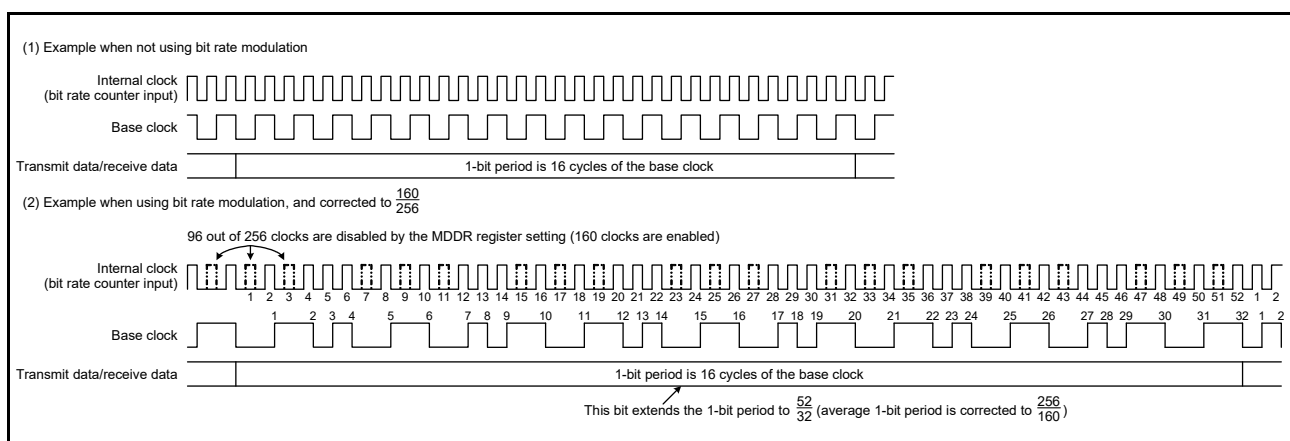 (1) Example when not using bit rate modulation
Internal clock
(bit rate counter input)
Base clock
Transmit data/receive data
1-bit period is 16 cycles of the base clock
(2) Example when using bit rate modulation, and corrected to 160/256
96 out of 256 clocks are disabled by the MDDR register setting (160 clocks are enabled)
Internal clock
(bit rate counter input)
1 2 3 4 5 6 7 8 9 10 11 12 13 14 15 16 17 18 19 20 21 22 23 24 25 26 27 28 29 30 31 32 33 34 35 36 37 38 39 40 41 42 43 44 45 46 47 48 49 50 51 52 1 2
1 2 3 4 5 6 7 8 9 10 11 12 13 14 15 16 17 18 19 20 21 22 23 24 25 26 27 28 29 30 31 32 1 2
Base clock
Transmit data/receive data
1-bit period is 16 cycles of the base clock
This bit extends the 1-bit period to 52/32 (average 1-bit period is corrected to 256/160)